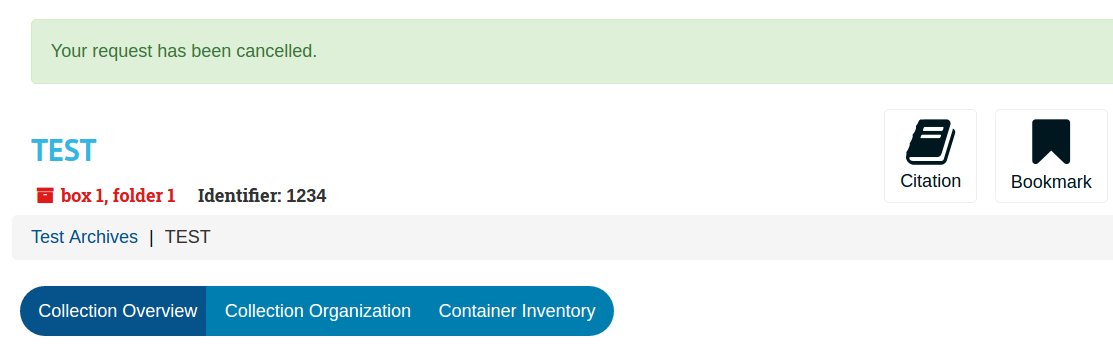 Your request has been cancelled.
TEST
Citation
Bookmark
box 1, folder 1 Identifier: 1234
Test Archives | TEST
Collection Overview Collection Organization Container Inventory